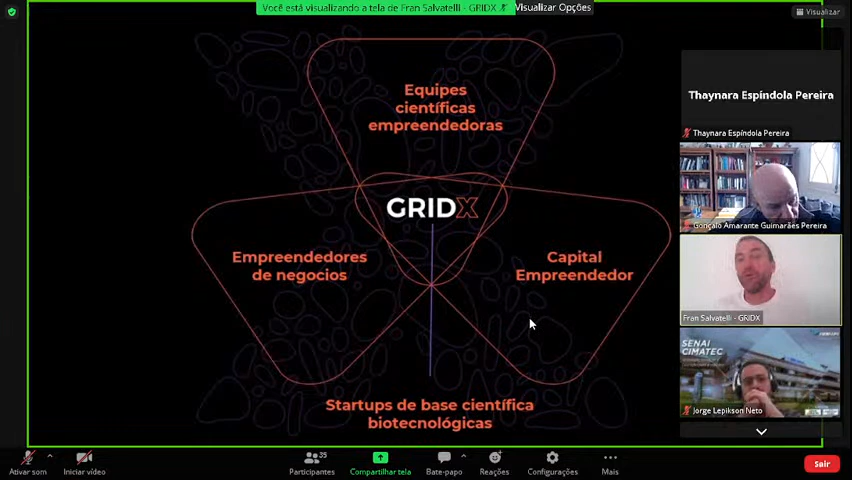 Você está visualizando a tela de Fran Salvatelli - GRIDX
Visualizar Opções
Visualizar
Equipes
científicas
empreendedoras
GRIDX
Empreendedores
de negocios
Capital
Empreendedor
Startups de base científica
biotecnológicas
Thaynara Espíndola Pereira
Thaynara Espíndola Pereira
Gonçalo Amarante Guimarães Pereira
Fran Salvatelli - GRIDX
SENAI
CIMATEC
Jorge Lepikson Neto
Ativar som
Iniciar vídeo
Participantes
35
Compartilhar tela
Bate-papo
Reações
Configurações
Mais
Sair